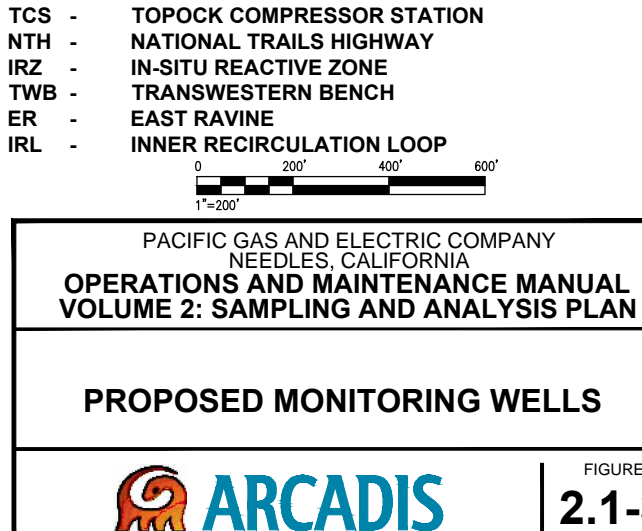 TCS - TOPOCK COMPRESSOR STATION
NTH - NATIONAL TRAILS HIGHWAY
IRZ - IN-SITU REACTIVE ZONE
TWB - TRANSWESTERN BENCH
ER - EAST RAVINE
IRL - INNER RECIRCULATION LOOP
0 200' 400' 600'
1"=200'
PACIFIC GAS AND ELECTRIC COMPANY
NEEDLES, CALIFORNIA
OPERATIONS AND MAINTENANCE MANUAL
VOLUME 2: SAMPLING AND ANALYSIS PLAN
PROPOSED MONITORING WELLS
ARCADIS
FIGURE